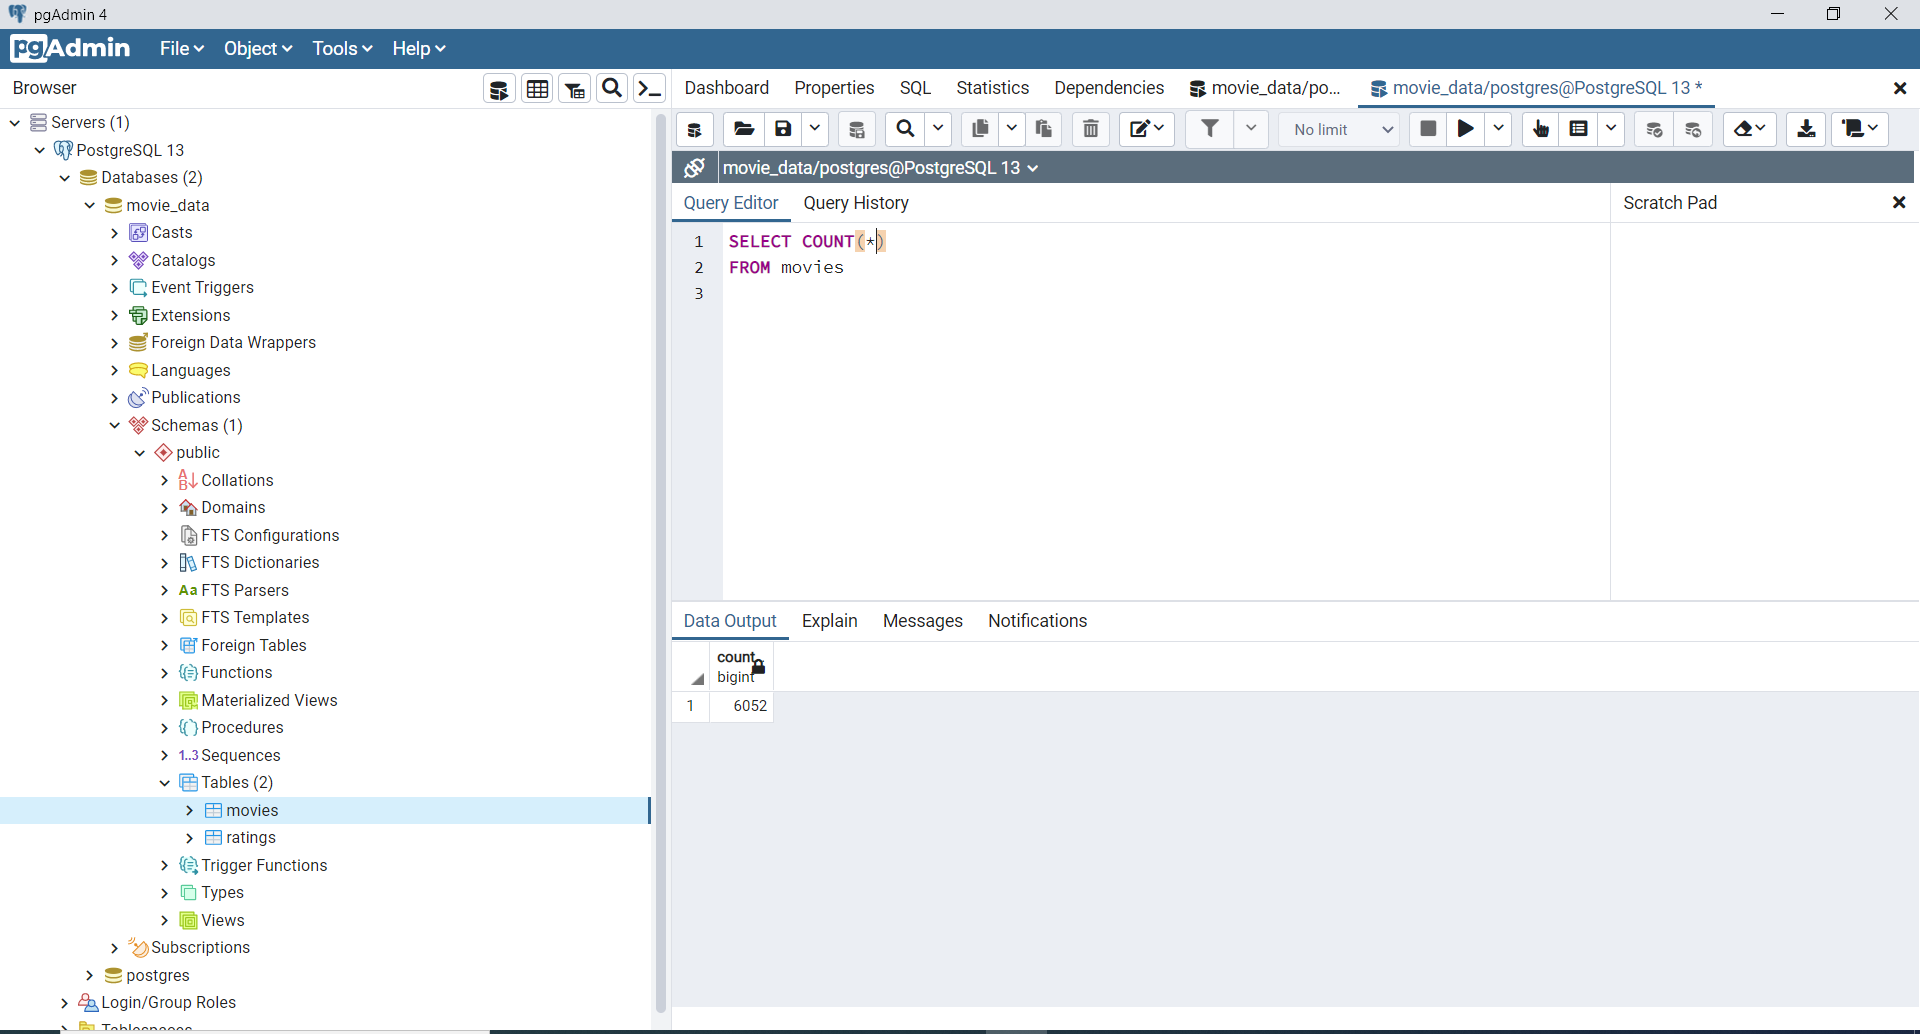 pgAdmin 4
pgAdmin File Object Tools Help
Browser
Servers (1)
PostgreSQL 13
Databases (2)
movie_data
Casts
Catalogs
Event Triggers
Extensions
Foreign Data Wrappers
Languages
Publications
Schemas (1)
public
Collations
Domains
FTS Configurations
FTS Dictionaries
Aa FTS Parsers
FTS Templates
Foreign Tables
Functions
Materialized Views
Procedures
1..3 Sequences
Tables (2)
movies
ratings
Trigger Functions
Types
Views
Subscriptions
postgres
Login/Group Roles
Tablespaces
Dashboard Properties SQL Statistics Dependencies movie_data/po... movie_data/postgres@PostgreSQL 13 *
No limit
movie_data/postgres@PostgreSQL 13
Query Editor Query History
Scratch Pad
1 SELECT COUNT(*)
2 FROM movies
3
Data Output Explain Messages Notifications
count
bigint
1 6052